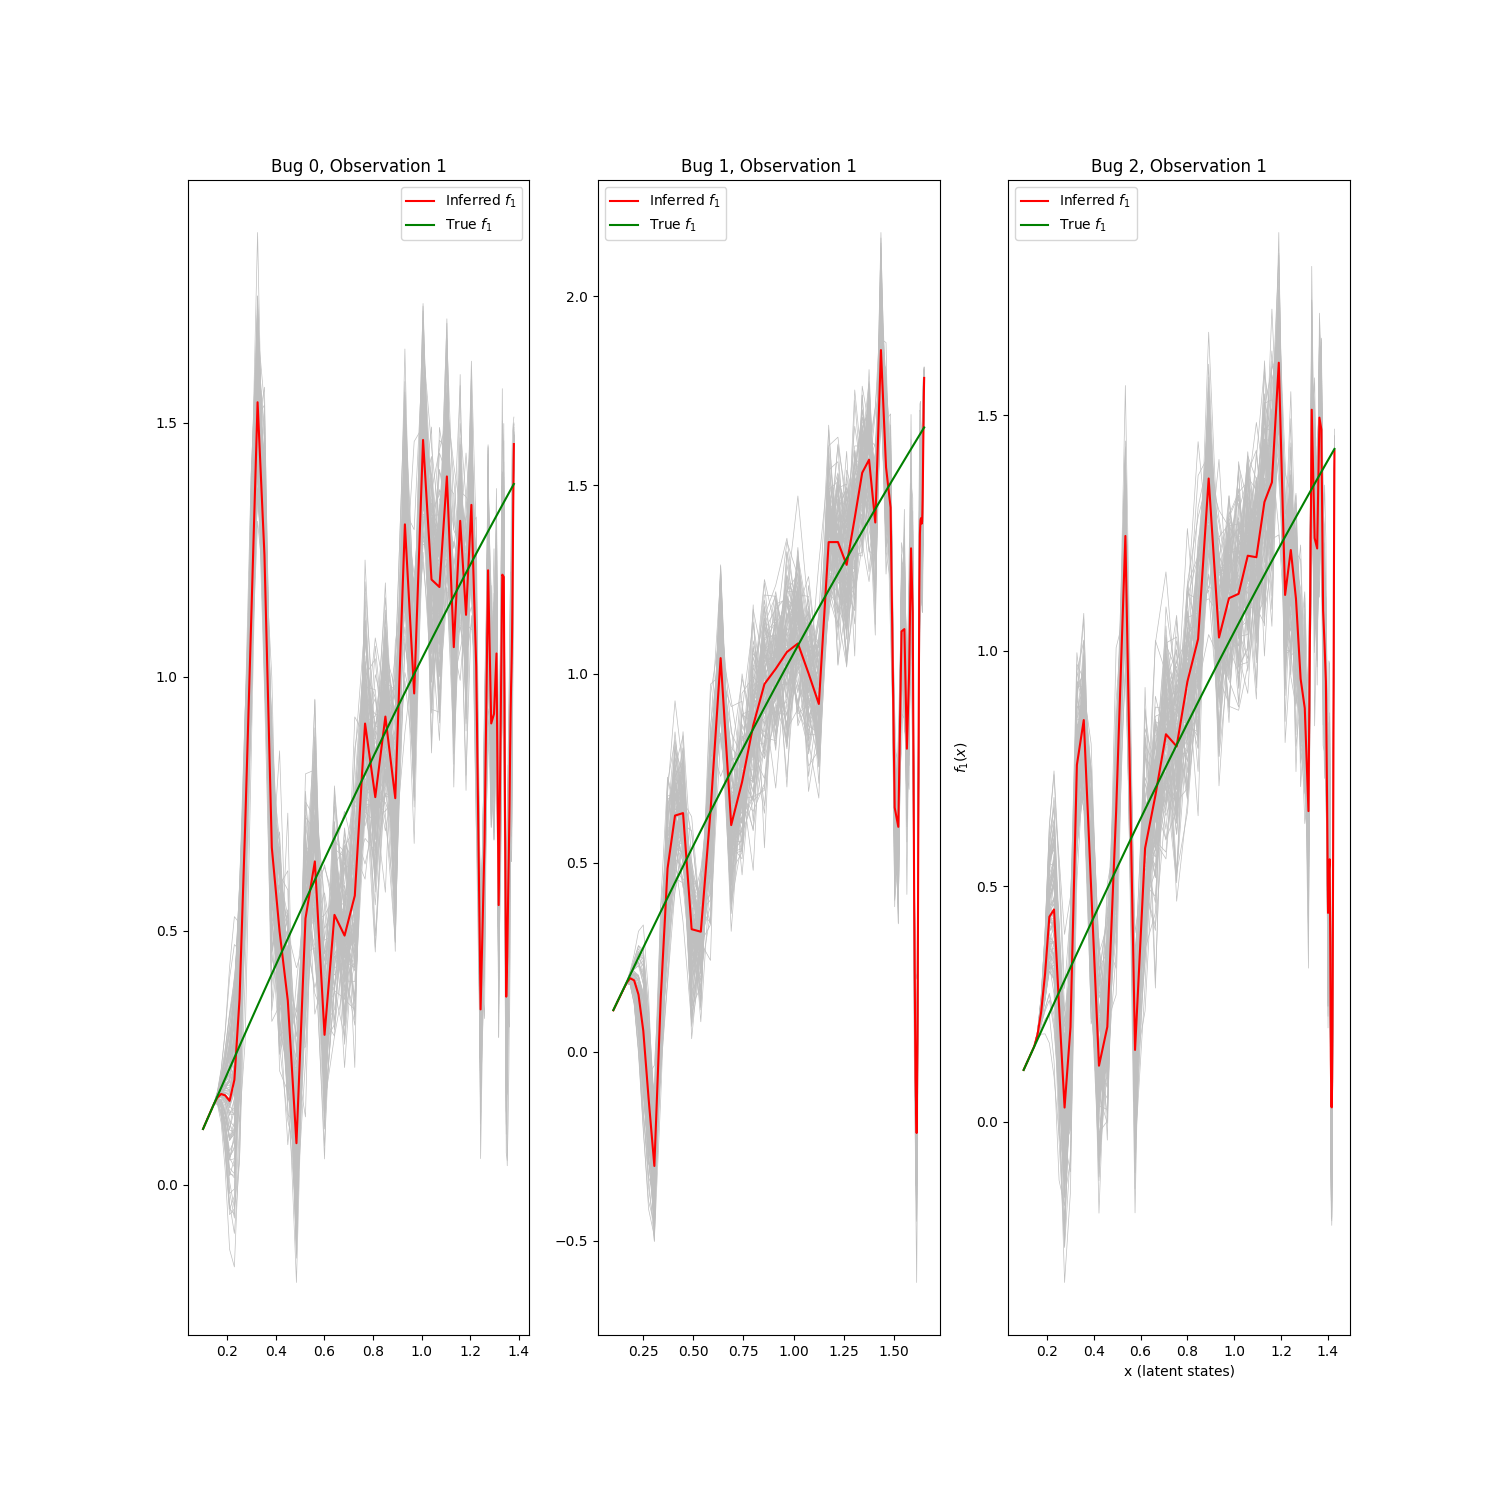 Bug 0, Observation 1
Inferred f₁
True f₁
1.5
1.0
0.5
0.0
0.2 0.4 0.6 0.8 1.0 1.2 1.4
Bug 1, Observation 1
Inferred f₁
True f₁
2.0
1.5
1.0
0.5
0.0
−0.5
0.25 0.50 0.75 1.00 1.25 1.50
Bug 2, Observation 1
Inferred f₁
True f₁
f₁(x)
1.5
1.0
0.5
0.0
0.2 0.4 0.6 0.8 1.0 1.2 1.4
x (latent states)